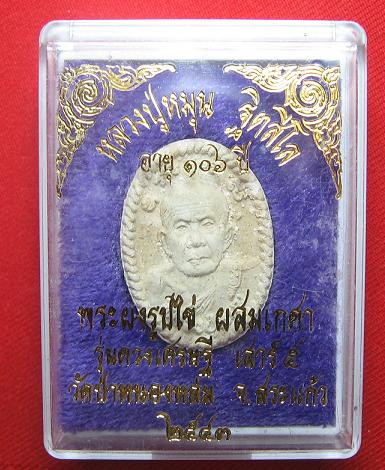 หลวงปู่หมุน ฐิตสีโล
อายุ ๑๐๖ ปี
พระผงรูปไข่ ผสมเกศา
รุ่นดวงเศรษฐี เสาร์ ๕
วัดป่าหนองหล่ม จ.สระแก้ว
๒๕๔๓